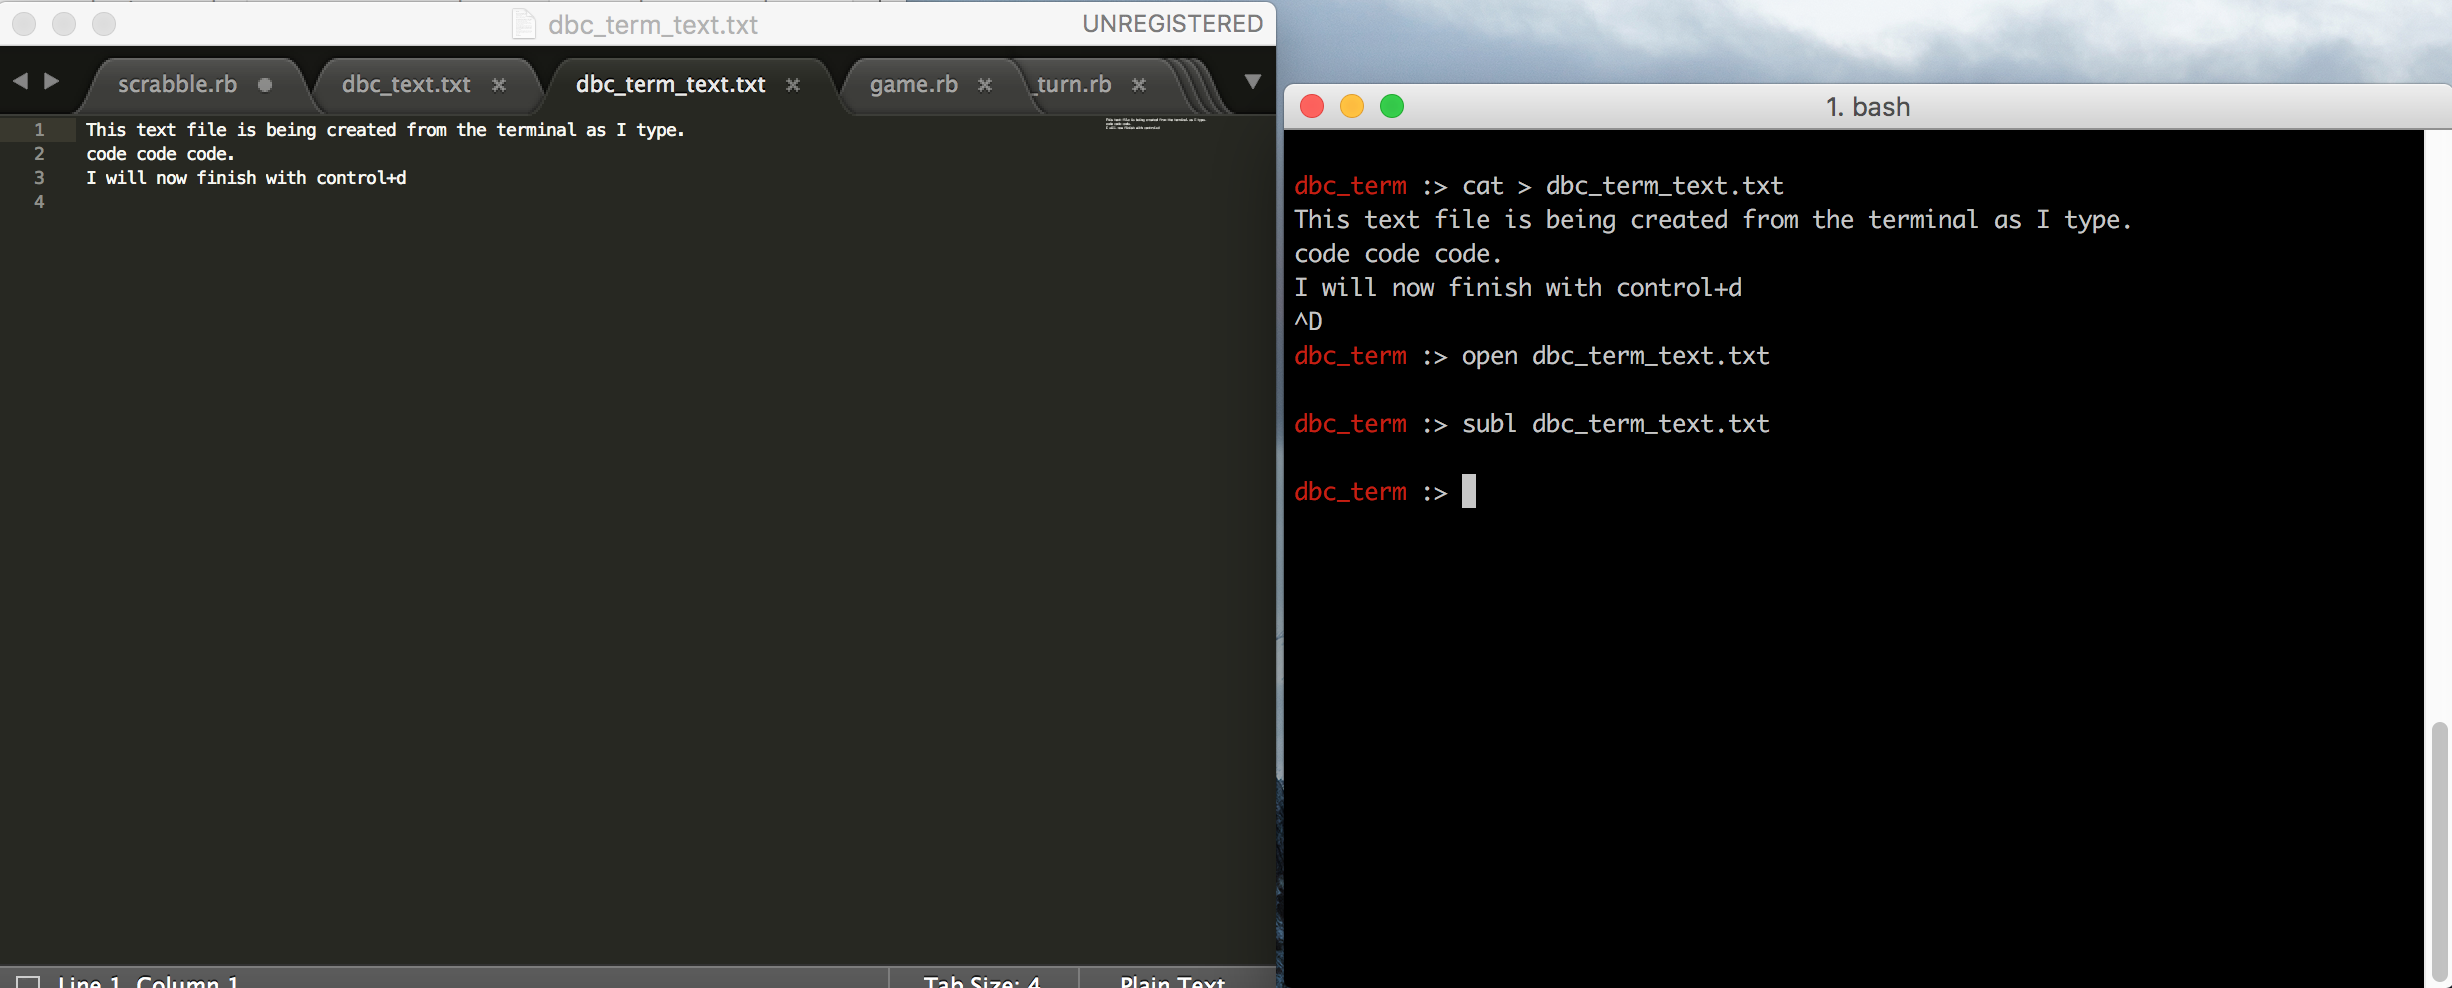 dbc_term_text.txt
UNREGISTERED
scrabble.rb
dbc_text.txt
dbc_term_text.txt
game.rb
_turn.rb
1 This text file is being created from the terminal as I type.
2 code code code.
3 I will now finish with control+d
4
Line 1, Column 1
Tab Size: 4
Plain Text
1. bash
dbc_term :> cat > dbc_term_text.txt
This text file is being created from the terminal as I type.
code code code.
I will now finish with control+d
^D
dbc_term :> open dbc_term_text.txt
dbc_term :> subl dbc_term_text.txt
dbc_term :>